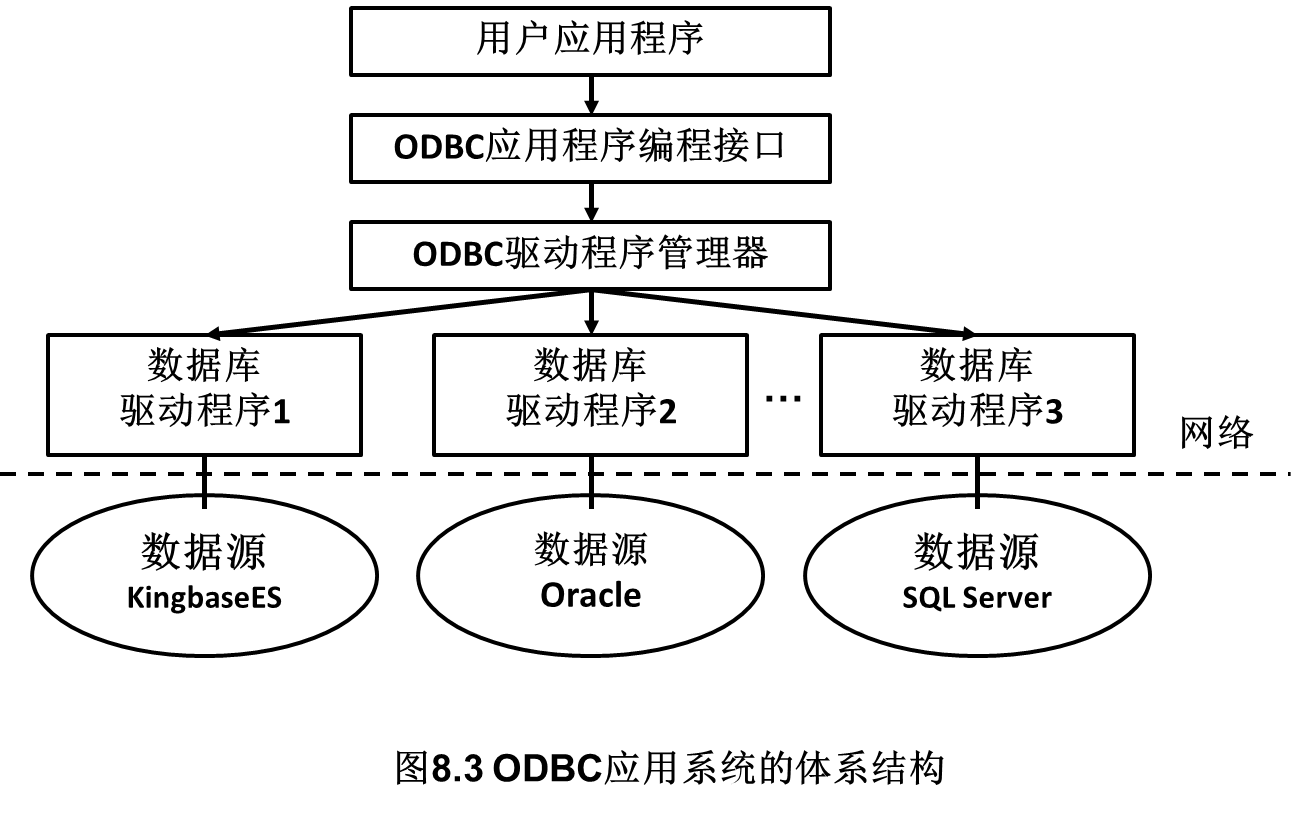 用户应用程序
ODBC应用程序编程接口
ODBC驱动程序管理器
数据库
驱动程序1
数据库
驱动程序2
…
数据库
驱动程序3
网络
数据源
KingbaseES
数据源
Oracle
数据源
SQL Server
图8.3 ODBC应用系统的体系结构